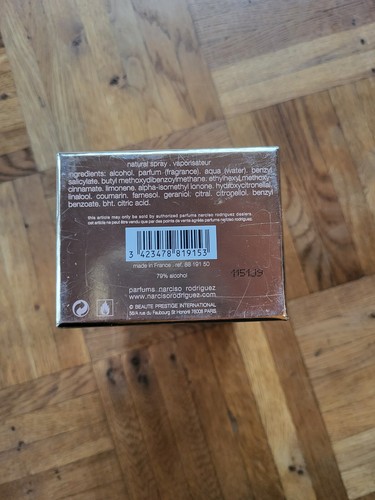 natural spray . vaporisateur
ingredients: alcohol, parfum (fragrance), aqua (water), benzyl
salicylate, butyl methoxydibenzoylmethane, ethylhexyl methoxy-
cinnamate, limonene, alpha-isomethyl ionone, hydroxycitronellal,
linalool, coumarin, farnesol, geraniol, citral, citronellol, benzyl
benzoate, bht, citric acid.
this article may only be sold by authorized parfums narciso rodriguez dealers.
cet article ne peut être vendu que par des points de vente agréés parfums narciso rodriguez.
3 423478 819153
made in France - ref. 88 191 50
79% alcohol
115139
parfums narciso rodriguez
www.narcisorodriguez.com
© BEAUTE PRESTIGE INTERNATIONAL
56/A rue du Faubourg St Honoré 75008 PARIS